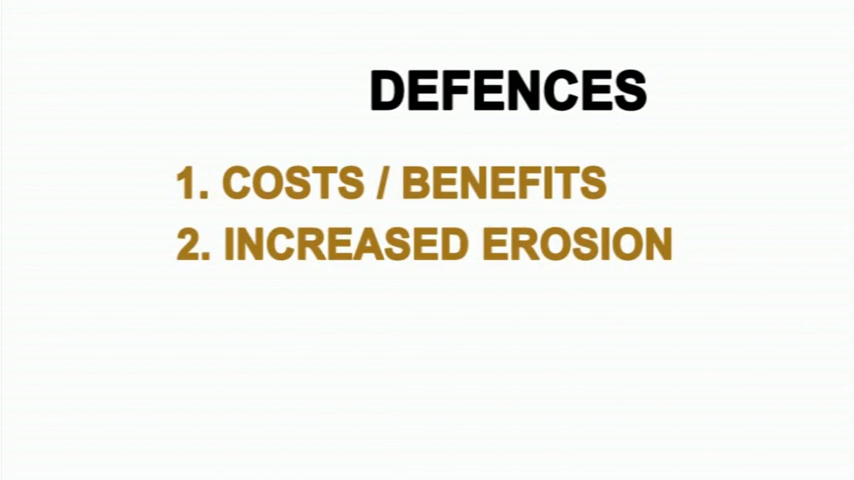 DEFENCES
1. COSTS / BENEFITS
2. INCREASED EROSION